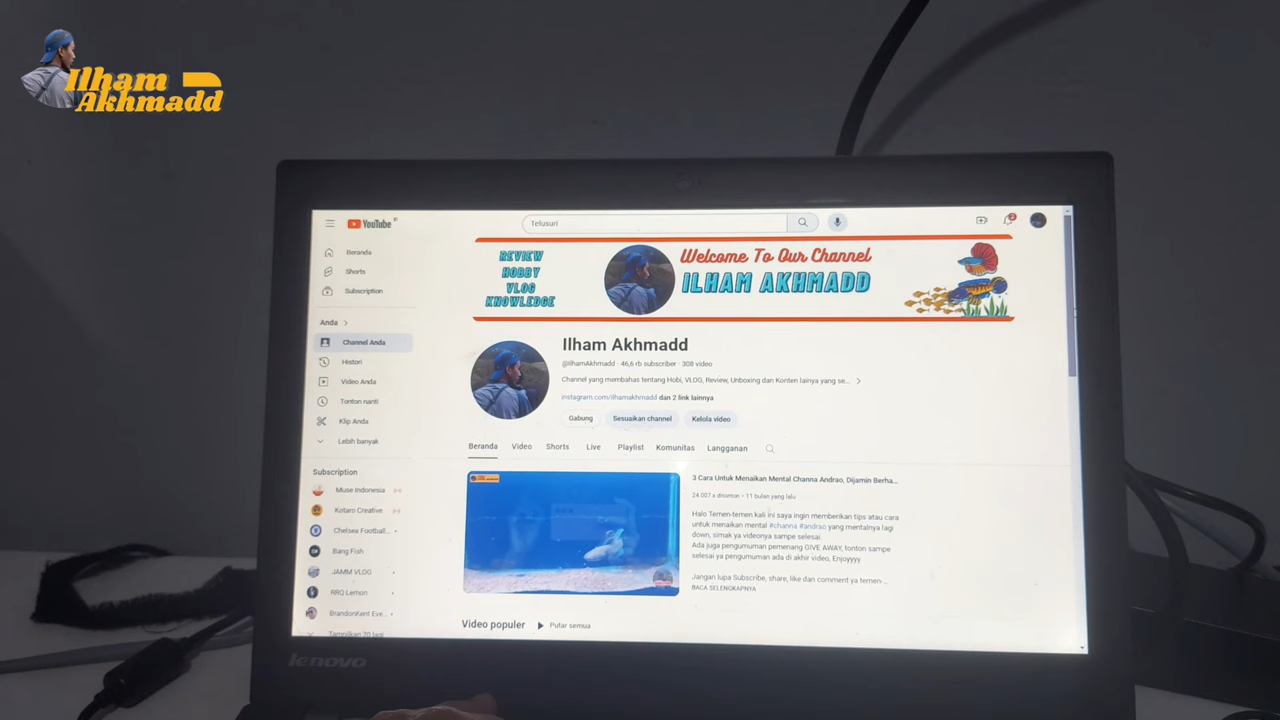 Ilham
Akhmadd
YouTube
ID
Telusuri
2
Beranda
Shorts
Subscription
Anda
Channel Anda
Histori
Video Anda
Tonton nanti
Klip Anda
Lebih banyak
Subscription
Muse Indonesia
Kotaro Creative
Chelsea Football...
Bang Fish
JAMM VLOG
RRQ Lemon
BrandonKent Eve...
Tampilkan 20 lagi
REVIEW
HOBBY
VLOG
KNOWLEDGE
Welcome To Our Channel
ILHAM AKHMADD
Ilham Akhmadd
@IlhamAkhmadd · 46,6 rb subscriber · 308 video
Channel yang membahas tentang Hobi, VLOG, Review, Unboxing dan Konten lainya yang se...
instagram.com/ilhamakhmadd dan 2 link lainnya
Gabung
Sesuaikan channel
Kelola video
Beranda
Video
Shorts
Live
Playlist
Komunitas
Langganan
3 Cara Untuk Menaikan Mental Channa Andrao, Dijamin Berha...
24.007 x ditonton · 11 bulan yang lalu
Halo Temen-temen kali ini saya ingin memberikan tips atau cara
untuk menaikan mental #channa #andrao yang mentalnya lagi
down, simak ya videonya sampe selesai.
Ada juga pengumuman pemenang GIVE AWAY, tonton sampe
selesai ya pengumuman ada di akhir video, Enjoyyyy
Jangan lupa Subscribe, share, like dan comment ya temen-...
BACA SELENGKAPNYA
Video populer
Putar semua
lenovo